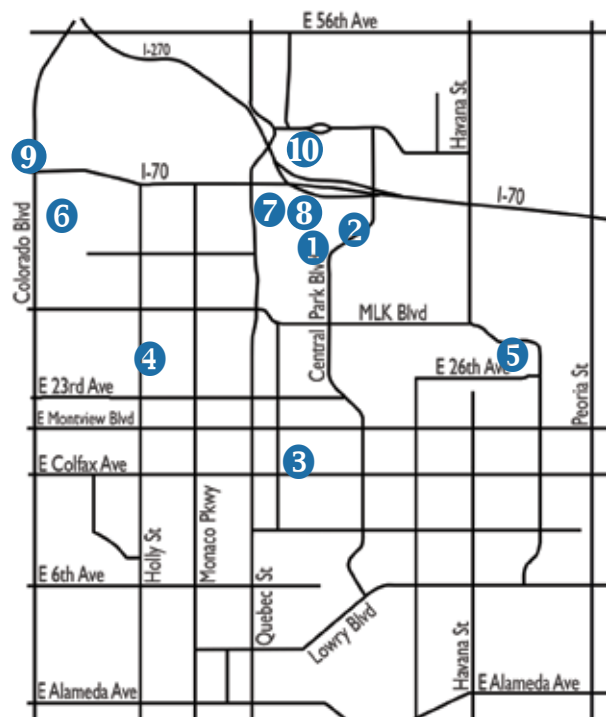 E 56th Ave
I-270
Havana St
10
9
I-70
I-70
6
7
8
Colorado Blvd
2
1
Central Park Blvd
MLK Blvd
4
5
E 26th Ave
E 23rd Ave
Peoria St
E Montview Blvd
3
E Colfax Ave
Holly St
Monaco Pkwy
E 6th Ave
Quebec St
Lowry Blvd
Havana St
E Alameda Ave
E Alameda Ave